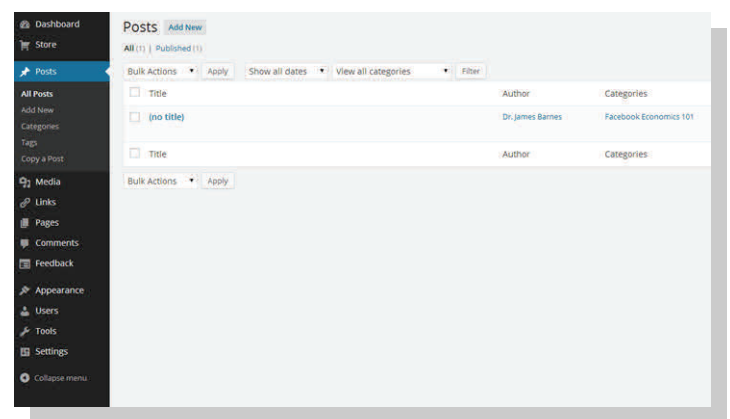 Dashboard
Store
Posts
All Posts
Add New
Categories
Tags
Copy a Post
Media
Links
Pages
Comments
Feedback
Appearance
Users
Tools
Settings
Collapse menu
Posts Add New
All (1) | Published (1)
Bulk Actions Apply Show all dates View all categories Filter
Title Author Categories
(no title) Dr. James Barnes Facebook Economics 101
Title Author Categories
Bulk Actions Apply